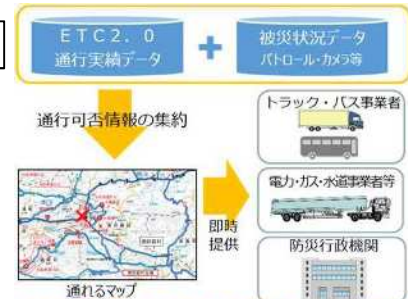 ETC2.0
通行実績データ
+
被災状況データ
パトロール・カメラ等
通行可否情報の集約
トラック・バス事業者
電力・ガス・水道事業者等
即時
提供
防災行政機関
通れるマップ